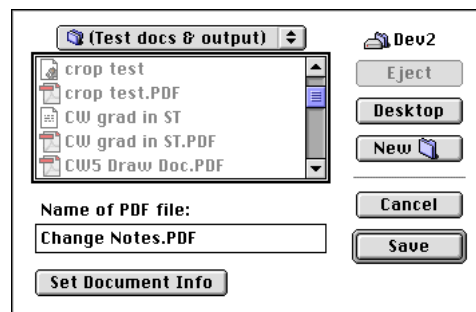 (Test docs & output)
Dev2
crop test
crop test.PDF
CW grad in ST
CW grad in ST.PDF
CW5 Draw Doc.PDF
Eject
Desktop
New
Name of PDF file:
Change Notes.PDF
Cancel
Save
Set Document Info